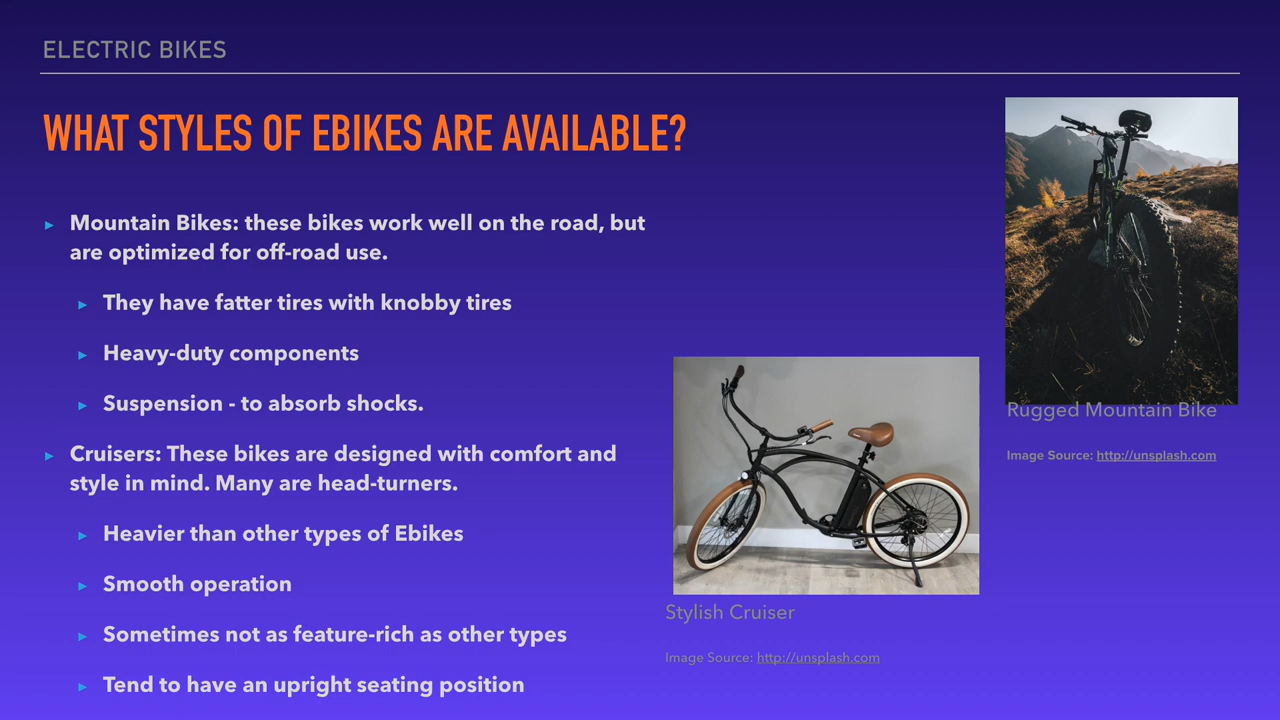 ELECTRIC BIKES
WHAT STYLES OF EBIKES ARE AVAILABLE?
▸ Mountain Bikes: these bikes work well on the road, but
are optimized for off-road use.
▸ They have fatter tires with knobby tires
▸ Heavy-duty components
▸ Suspension - to absorb shocks.
▸ Cruisers: These bikes are designed with comfort and
style in mind. Many are head-turners.
▸ Heavier than other types of Ebikes
▸ Smooth operation
▸ Sometimes not as feature-rich as other types
▸ Tend to have an upright seating position
Stylish Cruiser
Image Source: http://unsplash.com
Rugged Mountain Bike
Image Source: http://unsplash.com